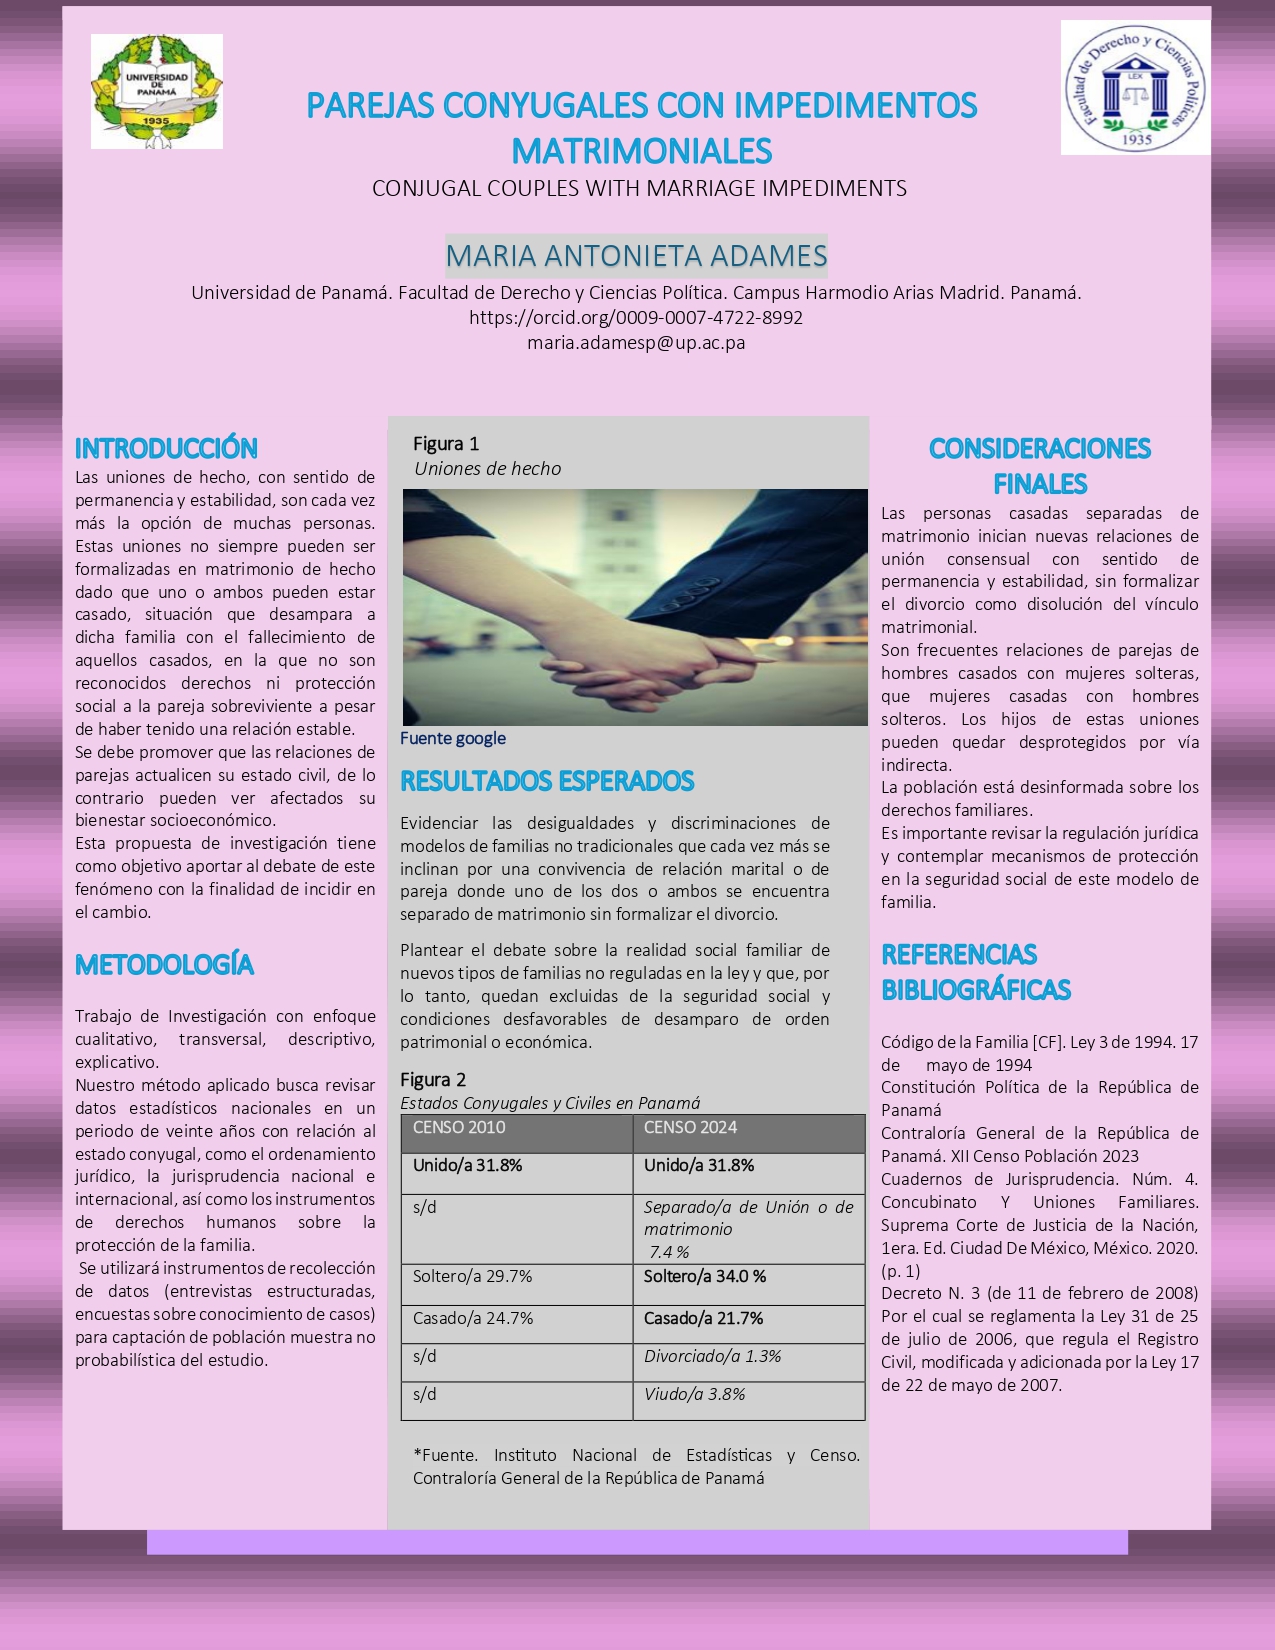 UNIVERSIDAD
DE
PANAMÁ
1935
Facultad de Derecho y Ciencias Políticas
LEX
1935
PAREJAS CONYUGALES CON IMPEDIMENTOS
MATRIMONIALES
CONJUGAL COUPLES WITH MARRIAGE IMPEDIMENTS
MARIA ANTONIETA ADAMES
Universidad de Panamá. Facultad de Derecho y Ciencias Política. Campus Harmodio Arias Madrid. Panamá.
https://orcid.org/0009-0007-4722-8992
maria.adamesp@up.ac.pa
INTRODUCCIÓN
Las uniones de hecho, con sentido de
permanencia y estabilidad, son cada vez
más la opción de muchas personas.
Estas uniones no siempre pueden ser
formalizadas en matrimonio de hecho
dado que uno o ambos pueden estar
casado, situación que desampara a
dicha familia con el fallecimiento de
aquellos casados, en la que no son
reconocidos derechos ni protección
social a la pareja sobreviviente a pesar
de haber tenido una relación estable.
Se debe promover que las relaciones de
parejas actualicen su estado civil, de lo
contrario pueden ver afectados su
bienestar socioeconómico.
Esta propuesta de investigación tiene
como objetivo aportar al debate de este
fenómeno con la finalidad de incidir en
el cambio.
METODOLOGÍA
Trabajo de Investigación con enfoque
cualitativo, transversal, descriptivo,
explicativo.
Nuestro método aplicado busca revisar
datos estadísticos nacionales en un
periodo de veinte años con relación al
estado conyugal, como el ordenamiento
jurídico, la jurisprudencia nacional e
internacional, así como los instrumentos
de derechos humanos sobre la
protección de la familia.
Se utilizará instrumentos de recolección
de datos (entrevistas estructuradas,
encuestas sobre conocimiento de casos)
para captación de población muestra no
probabilística del estudio.
Figura 1
Uniones de hecho
Fuente google
RESULTADOS ESPERADOS
Evidenciar las desigualdades y discriminaciones de
modelos de familias no tradicionales que cada vez más se
inclinan por una convivencia de relación marital o de
pareja donde uno de los dos o ambos se encuentra
separado de matrimonio sin formalizar el divorcio.
Plantear el debate sobre la realidad social familiar de
nuevos tipos de familias no reguladas en la ley y que, por
lo tanto, quedan excluidas de la seguridad social y
condiciones desfavorables de desamparo de orden
patrimonial o económica.
Figura 2
Estados Conyugales y Civiles en Panamá
CENSO 2010 CENSO 2024
Unido/a 31.8% Unido/a 31.8%
s/d Separado/a de Unión o de
matrimonio
7.4 %
Soltero/a 29.7% Soltero/a 34.0 %
Casado/a 24.7% Casado/a 21.7%
s/d Divorciado/a 1.3%
s/d Viudo/a 3.8%
*Fuente. Instituto Nacional de Estadísticas y Censo.
Contraloría General de la República de Panamá
CONSIDERACIONES
FINALES
Las personas casadas separadas de
matrimonio inician nuevas relaciones de
unión consensual con sentido de
permanencia y estabilidad, sin formalizar
el divorcio como disolución del vínculo
matrimonial.
Son frecuentes relaciones de parejas de
hombres casados con mujeres solteras,
que mujeres casadas con hombres
solteros. Los hijos de estas uniones
pueden quedar desprotegidos por vía
indirecta.
La población está desinformada sobre los
derechos familiares.
Es importante revisar la regulación jurídica
y contemplar mecanismos de protección
en la seguridad social de este modelo de
familia.
REFERENCIAS
BIBLIOGRÁFICAS
Código de la Familia [CF]. Ley 3 de 1994. 17
de mayo de 1994
Constitución Política de la República de
Panamá
Contraloría General de la República de
Panamá. XII Censo Población 2023
Cuadernos de Jurisprudencia. Núm. 4.
Concubinato Y Uniones Familiares.
Suprema Corte de Justicia de la Nación,
1era. Ed. Ciudad De México, México. 2020.
(p. 1)
Decreto N. 3 (de 11 de febrero de 2008)
Por el cual se reglamenta la Ley 31 de 25
de julio de 2006, que regula el Registro
Civil, modificada y adicionada por la Ley 17
de 22 de mayo de 2007.